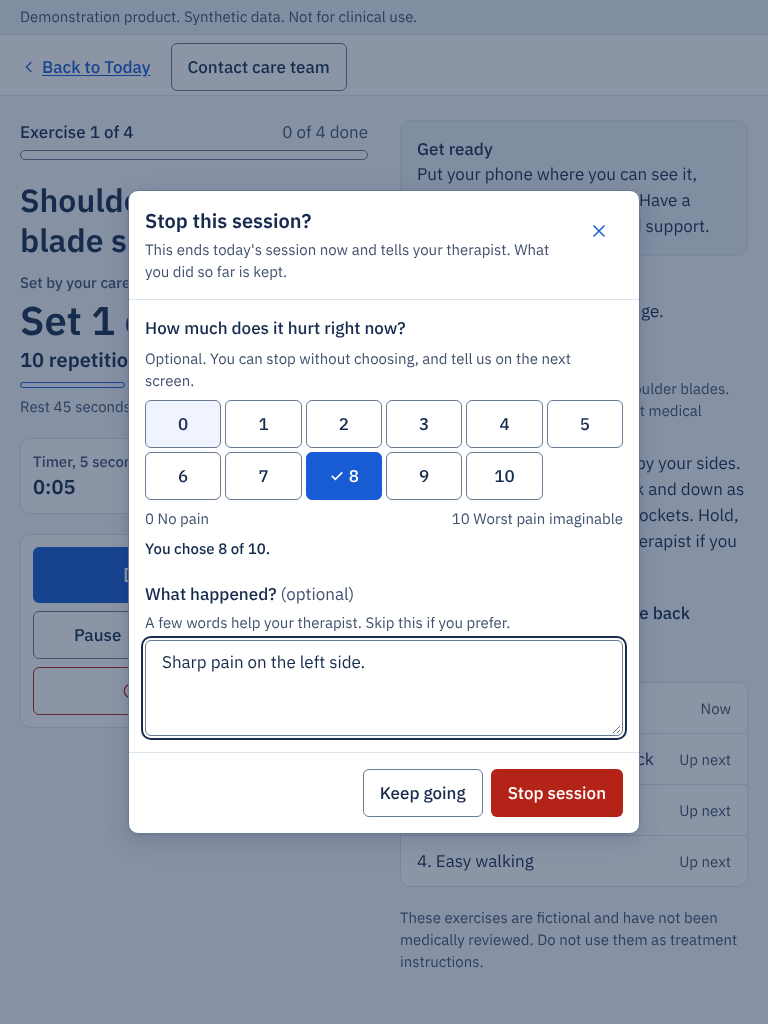 Demonstration product. Synthetic data. Not for clinical use.
Back to Today
Contact care team
Exercise 1 of 4
0 of 4 done
blade
Set by your care
Set 1
10
Rest 45 seconds
Timer, 5
0:05
Pause
Get ready
Put your phone where you can see it,
Have a
support.
Stop this session?
This ends today's session now and tells your therapist. What
you did so far is kept.
How much does it hurt right now?
Optional. You can stop without choosing, and tell us on the next
screen.
0
1
2
3
4
5
6
7
8
9
10
0 No pain
10 Worst pain imaginable
You chose 8 of 10.
What happened? (optional)
A few words help your therapist. Skip this if you prefer.
Sharp pain on the left side.
Keep going
Stop session
blades.
medical
by your sides.
and down as
Hold,
if you
back
Now
Up next
Up next
4. Easy walking
Up next
These exercises are fictional and have not been
medically reviewed. Do not use them as treatment
instructions.